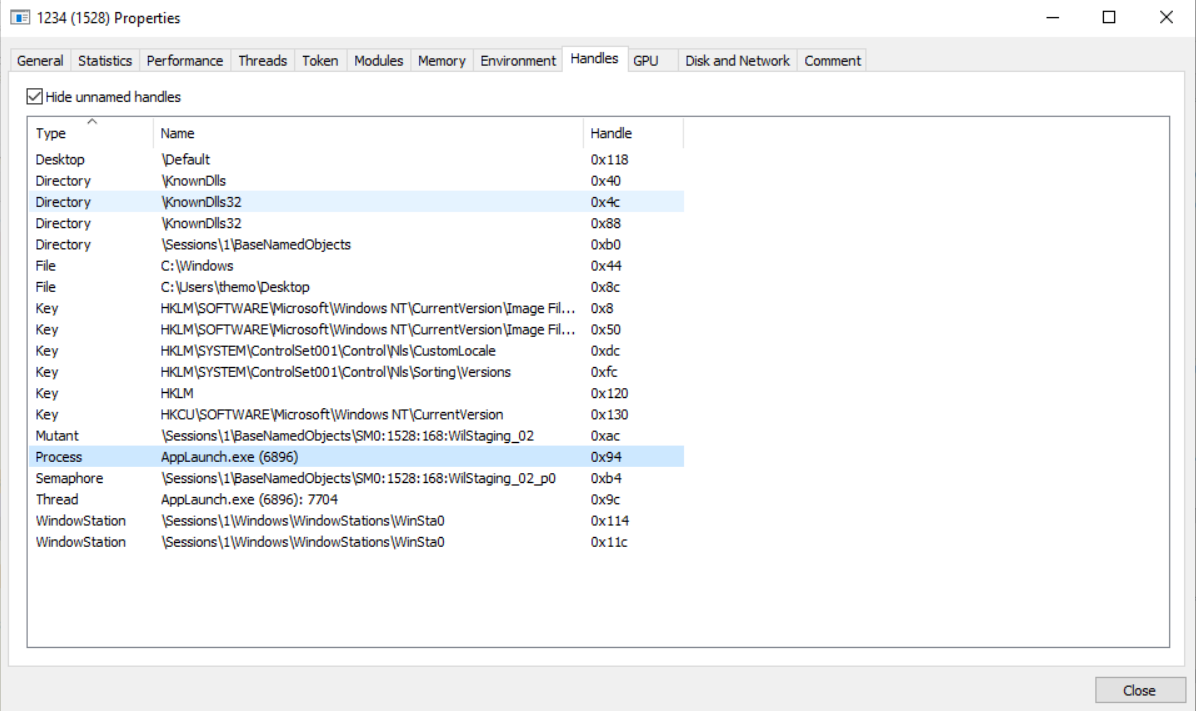 1234 (1528) Properties
General Statistics Performance Threads Token Modules Memory Environment Handles GPU Disk and Network Comment
Hide unnamed handles
Type Name Handle
Desktop \Default 0x118
Directory \KnownDlls 0x40
Directory \KnownDlls32 0x4c
Directory \KnownDlls32 0x88
Directory \Sessions\1\BaseNamedObjects 0xb0
File C:\Windows 0x44
File C:\Users\themo\Desktop 0x8c
Key HKLM\SOFTWARE\Microsoft\Windows NT\CurrentVersion\Image Fil... 0x8
Key HKLM\SOFTWARE\Microsoft\Windows NT\CurrentVersion\Image Fil... 0x50
Key HKLM\SYSTEM\ControlSet001\Control\Nls\CustomLocale 0xdc
Key HKLM\SYSTEM\ControlSet001\Control\Nls\Sorting\Versions 0xfc
Key HKLM 0x120
Key HKCU\SOFTWARE\Microsoft\Windows NT\CurrentVersion 0x130
Mutant \Sessions\1\BaseNamedObjects\SM0:1528:168:WilStaging_02 0xac
Process AppLaunch.exe (6896) 0x94
Semaphore \Sessions\1\BaseNamedObjects\SM0:1528:168:WilStaging_02_p0 0xb4
Thread AppLaunch.exe (6896): 7704 0x9c
WindowStation \Sessions\1\Windows\WindowStations\WinSta0 0x114
WindowStation \Sessions\1\Windows\WindowStations\WinSta0 0x11c
Close